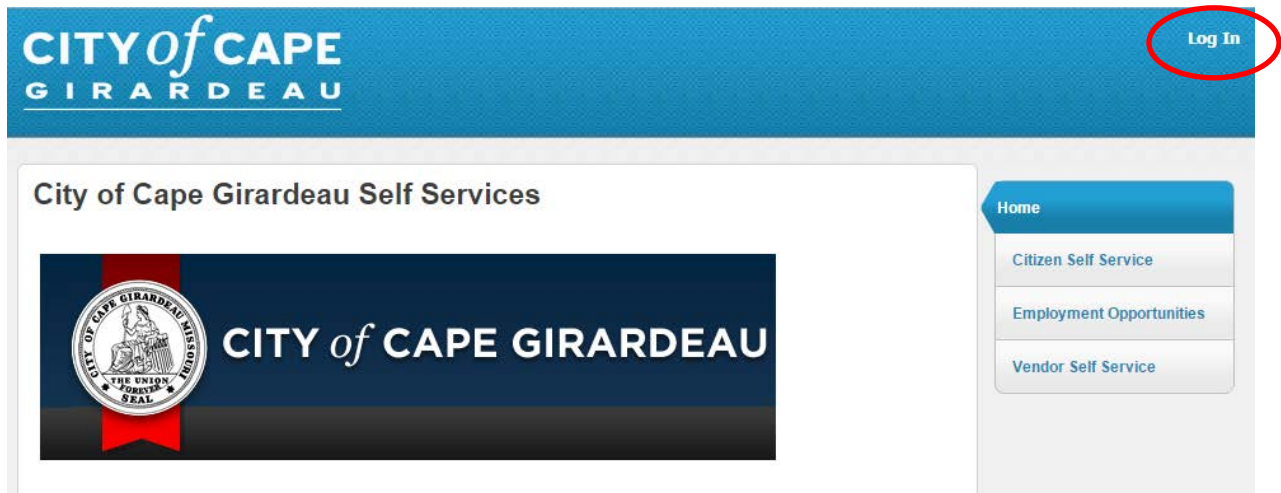 CITY of CAPE
GIRARDEAU
Log In
City of Cape Girardeau Self Services
CITY OF CAPE GIRARDEAU MISSOURI
THE UNION
FOREVER
SEAL
CITY of CAPE GIRARDEAU
Home
Citizen Self Service
Employment Opportunities
Vendor Self Service